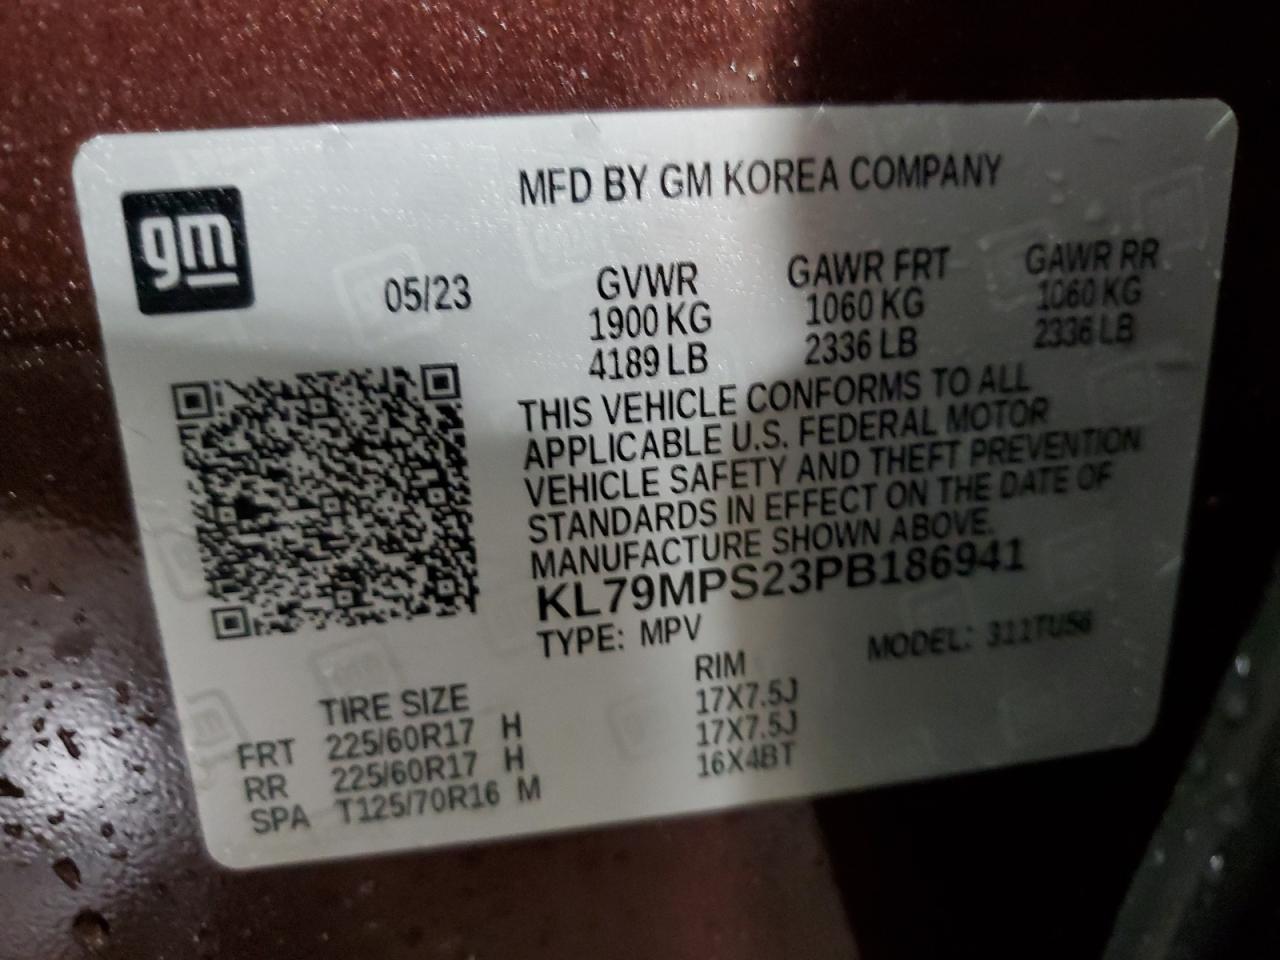 gm
MFD BY GM KOREA COMPANY
05/23
GVWR GAWR FRT GAWR RR
1900 KG 1060 KG 1060 KG
4189 LB 2336 LB 2336 LB
THIS VEHICLE CONFORMS TO ALL
APPLICABLE U.S. FEDERAL MOTOR
VEHICLE SAFETY AND THEFT PREVENTION
STANDARDS IN EFFECT ON THE DATE OF
MANUFACTURE SHOWN ABOVE.
KL79MPS23PB186941
TYPE: MPV MODEL: 311TU56
TIRE SIZE RIM
FRT 225/60R17 H 17X7.5J
RR 225/60R17 H 17X7.5J
SPA T125/70R16 M 16X4BT